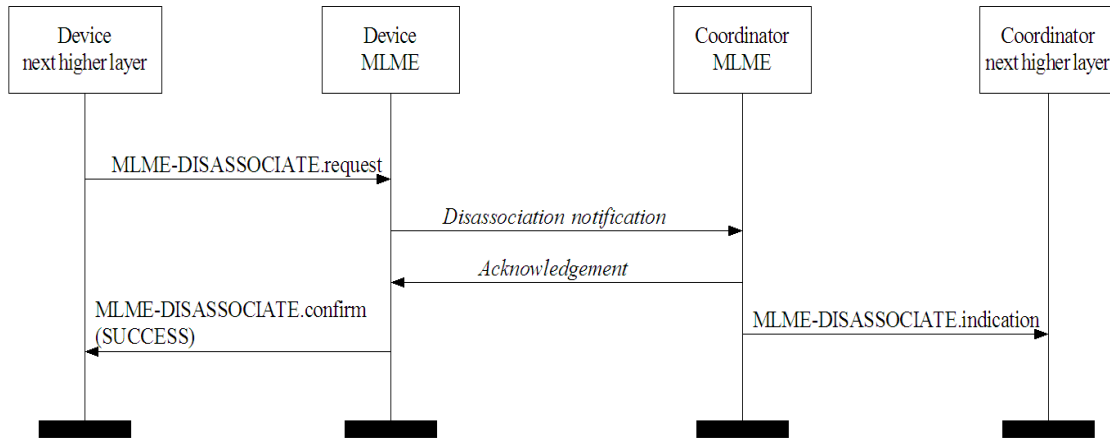 Device
next higher layer
Device
MLME
Coordinator
MLME
Coordinator
next higher layer
MLME-DISASSOCIATE.request
Disassociation notification
Acknowledgement
MLME-DISASSOCIATE.confirm
(SUCCESS)
MLME-DISASSOCIATE.indication